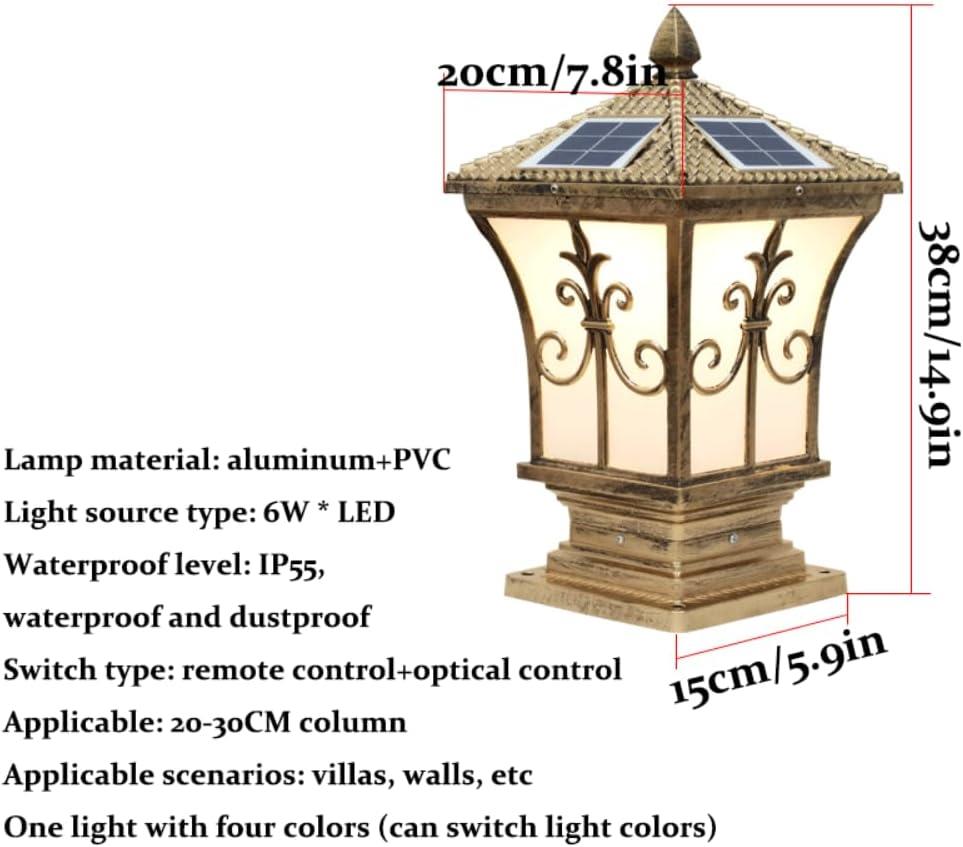 20cm/7.8in
38cm/14.9in
Lamp material: aluminum+PVC
Light source type: 6W * LED
Waterproof level: IP55,
waterproof and dustproof
Switch type: remote control+optical control
15cm/5.9in
Applicable: 20-30CM column
Applicable scenarios: villas, walls, etc
One light with four colors (can switch light colors)